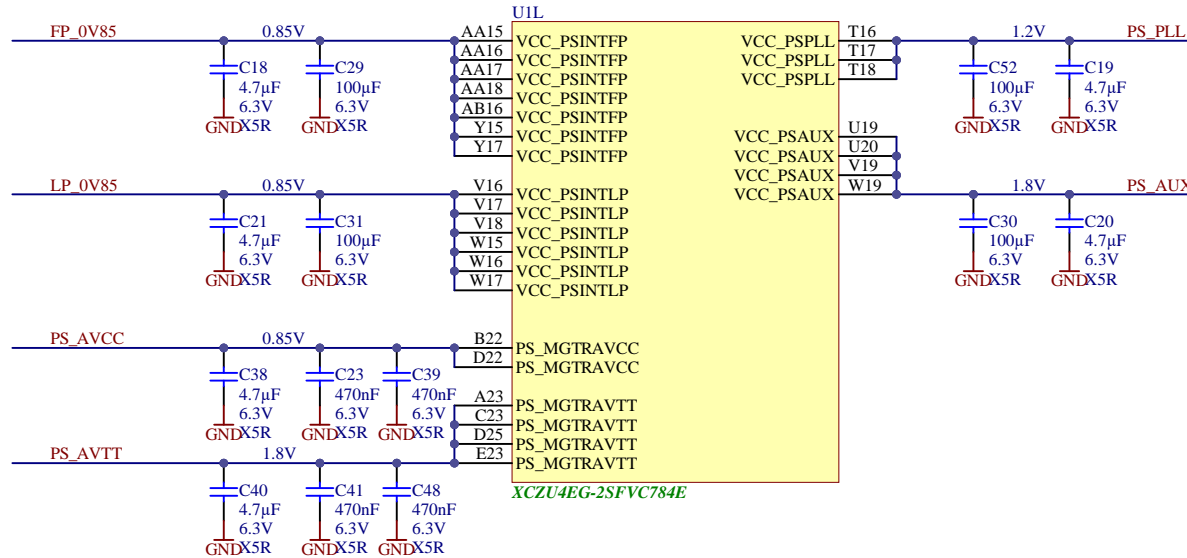 U1L
FP_0V85
0.85V
AA15
AA16
AA17
AA18
AB16
Y15
Y17
VCC_PSINTFP
VCC_PSINTFP
VCC_PSINTFP
VCC_PSINTFP
VCC_PSINTFP
VCC_PSINTFP
VCC_PSINTFP
C18
4.7µF
6.3V
X5R
GND
C29
100µF
6.3V
X5R
GND
LP_0V85
0.85V
V16
V17
V18
W15
W16
W17
VCC_PSINTLP
VCC_PSINTLP
VCC_PSINTLP
VCC_PSINTLP
VCC_PSINTLP
VCC_PSINTLP
C21
4.7µF
6.3V
X5R
GND
C31
100µF
6.3V
X5R
GND
PS_AVCC
0.85V
B22
D22
PS_MGTRAVCC
PS_MGTRAVCC
C38
4.7µF
6.3V
X5R
GND
C23
470nF
6.3V
X5R
GND
C39
470nF
6.3V
X5R
GND
A23
C23
D25
E23
PS_MGTRAVTT
PS_MGTRAVTT
PS_MGTRAVTT
PS_MGTRAVTT
PS_AVTT
1.8V
C40
4.7µF
6.3V
X5R
GND
C41
470nF
6.3V
X5R
GND
C48
470nF
6.3V
X5R
GND
VCC_PSPLL
VCC_PSPLL
VCC_PSPLL
T16
T17
T18
1.2V
PS_PLL
C52
100µF
6.3V
X5R
GND
C19
4.7µF
6.3V
X5R
GND
VCC_PSAUX
VCC_PSAUX
VCC_PSAUX
VCC_PSAUX
U19
U20
V19
W19
1.8V
PS_AUX
C30
100µF
6.3V
X5R
GND
C20
4.7µF
6.3V
X5R
GND
XCZU4EG-2SFVC784E